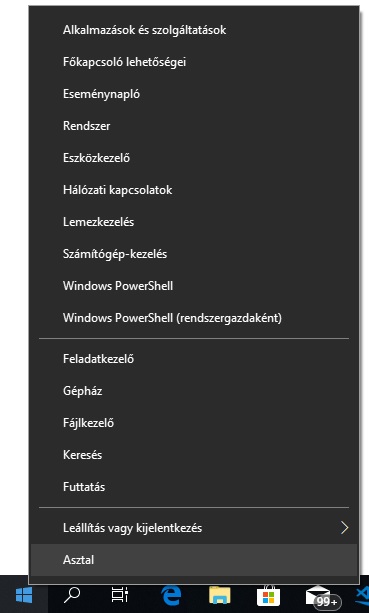 Alkalmazások és szolgáltatások
Főkapcsoló lehetőségei
Eseménynapló
Rendszer
Eszközkezelő
Hálózati kapcsolatok
Lemezkezelés
Számítógép-kezelés
Windows PowerShell
Windows PowerShell (rendszergazdaként)
Feladatkezelő
Gépház
Fájlkezelő
Keresés
Futtatás
Leállítás vagy kijelentkezés
Asztal
99+